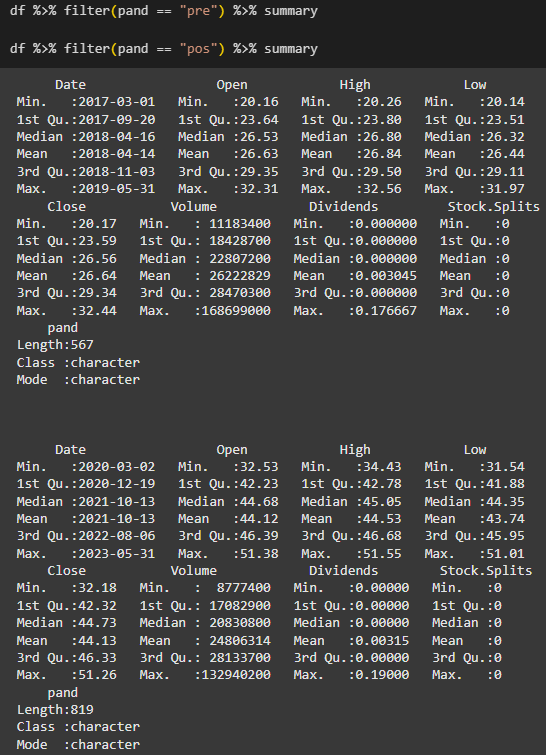 df %>% filter(pand == "pre") %>% summary
df %>% filter(pand == "pos") %>% summary
Date Open High Low
Min. :2017-03-01 Min. :20.16 Min. :20.26 Min. :20.14
1st Qu.:2017-09-20 1st Qu.:23.64 1st Qu.:23.80 1st Qu.:23.51
Median :2018-04-16 Median :26.53 Median :26.80 Median :26.32
Mean :2018-04-14 Mean :26.63 Mean :26.84 Mean :26.44
3rd Qu.:2018-11-03 3rd Qu.:29.35 3rd Qu.:29.50 3rd Qu.:29.11
Max. :2019-05-31 Max. :32.31 Max. :32.56 Max. :31.97
Close Volume Dividends Stock.Splits
Min. :20.17 Min. : 11183400 Min. :0.000000 Min. :0
1st Qu.:23.59 1st Qu.: 18428700 1st Qu.:0.000000 1st Qu.:0
Median :26.56 Median : 22807200 Median :0.000000 Median :0
Mean :26.64 Mean : 26222829 Mean :0.003045 Mean :0
3rd Qu.:29.34 3rd Qu.: 28470300 3rd Qu.:0.000000 3rd Qu.:0
Max. :32.44 Max. :168699000 Max. :0.176667 Max. :0
pand
Length:567
Class :character
Mode :character
Date Open High Low
Min. :2020-03-02 Min. :32.53 Min. :34.43 Min. :31.54
1st Qu.:2020-12-19 1st Qu.:42.23 1st Qu.:42.78 1st Qu.:41.88
Median :2021-10-13 Median :44.68 Median :45.05 Median :44.35
Mean :2021-10-13 Mean :44.12 Mean :44.53 Mean :43.74
3rd Qu.:2022-08-06 3rd Qu.:46.39 3rd Qu.:46.68 3rd Qu.:45.95
Max. :2023-05-31 Max. :51.38 Max. :51.55 Max. :51.01
Close Volume Dividends Stock.Splits
Min. :32.18 Min. : 8777400 Min. :0.00000 Min. :0
1st Qu.:42.32 1st Qu.: 17082900 1st Qu.:0.00000 1st Qu.:0
Median :44.73 Median : 20830800 Median :0.00000 Median :0
Mean :44.13 Mean : 24806314 Mean :0.00315 Mean :0
3rd Qu.:46.33 3rd Qu.: 28133700 3rd Qu.:0.00000 3rd Qu.:0
Max. :51.26 Max. :132940200 Max. :0.19000 Max. :0
pand
Length:819
Class :character
Mode :character